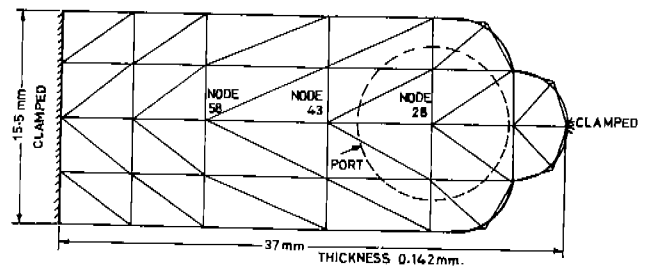 15·5 mm
CLAMPED
NODE
58
NODE
43
NODE
28
PORT
CLAMPED
37mm
THICKNESS 0.142mm.